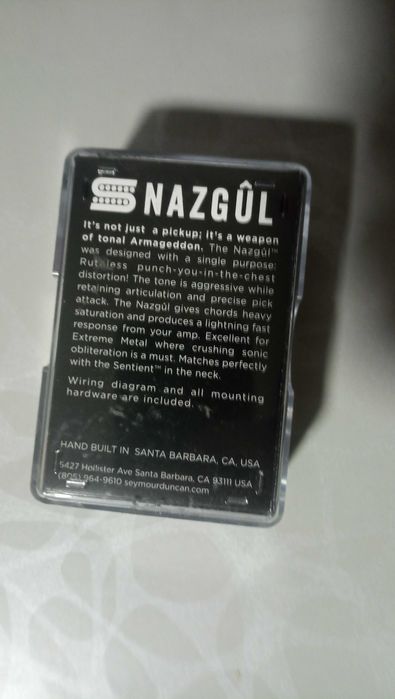 NAZGÛL
It's not just a pickup; it's a weapon
of tonal Armageddon. The Nazgûl™
was designed with a single purpose:
Ruthless punch-you-in-the-chest
distortion! The tone is aggressive while
retaining articulation and precise pick
attack. The Nazgûl gives chords heavy
saturation and produces a lightning fast
response from your amp. Excellent for
Extreme Metal where crushing sonic
obliteration is a must. Matches perfectly
with the Sentient™ in the neck.
Wiring diagram and all mounting
hardware are included.
HAND BUILT IN SANTA BARBARA, CA, USA
5427 Hollister Ave Santa Barbara, CA 93111 USA
(805) 964-9610 seymourduncan.com